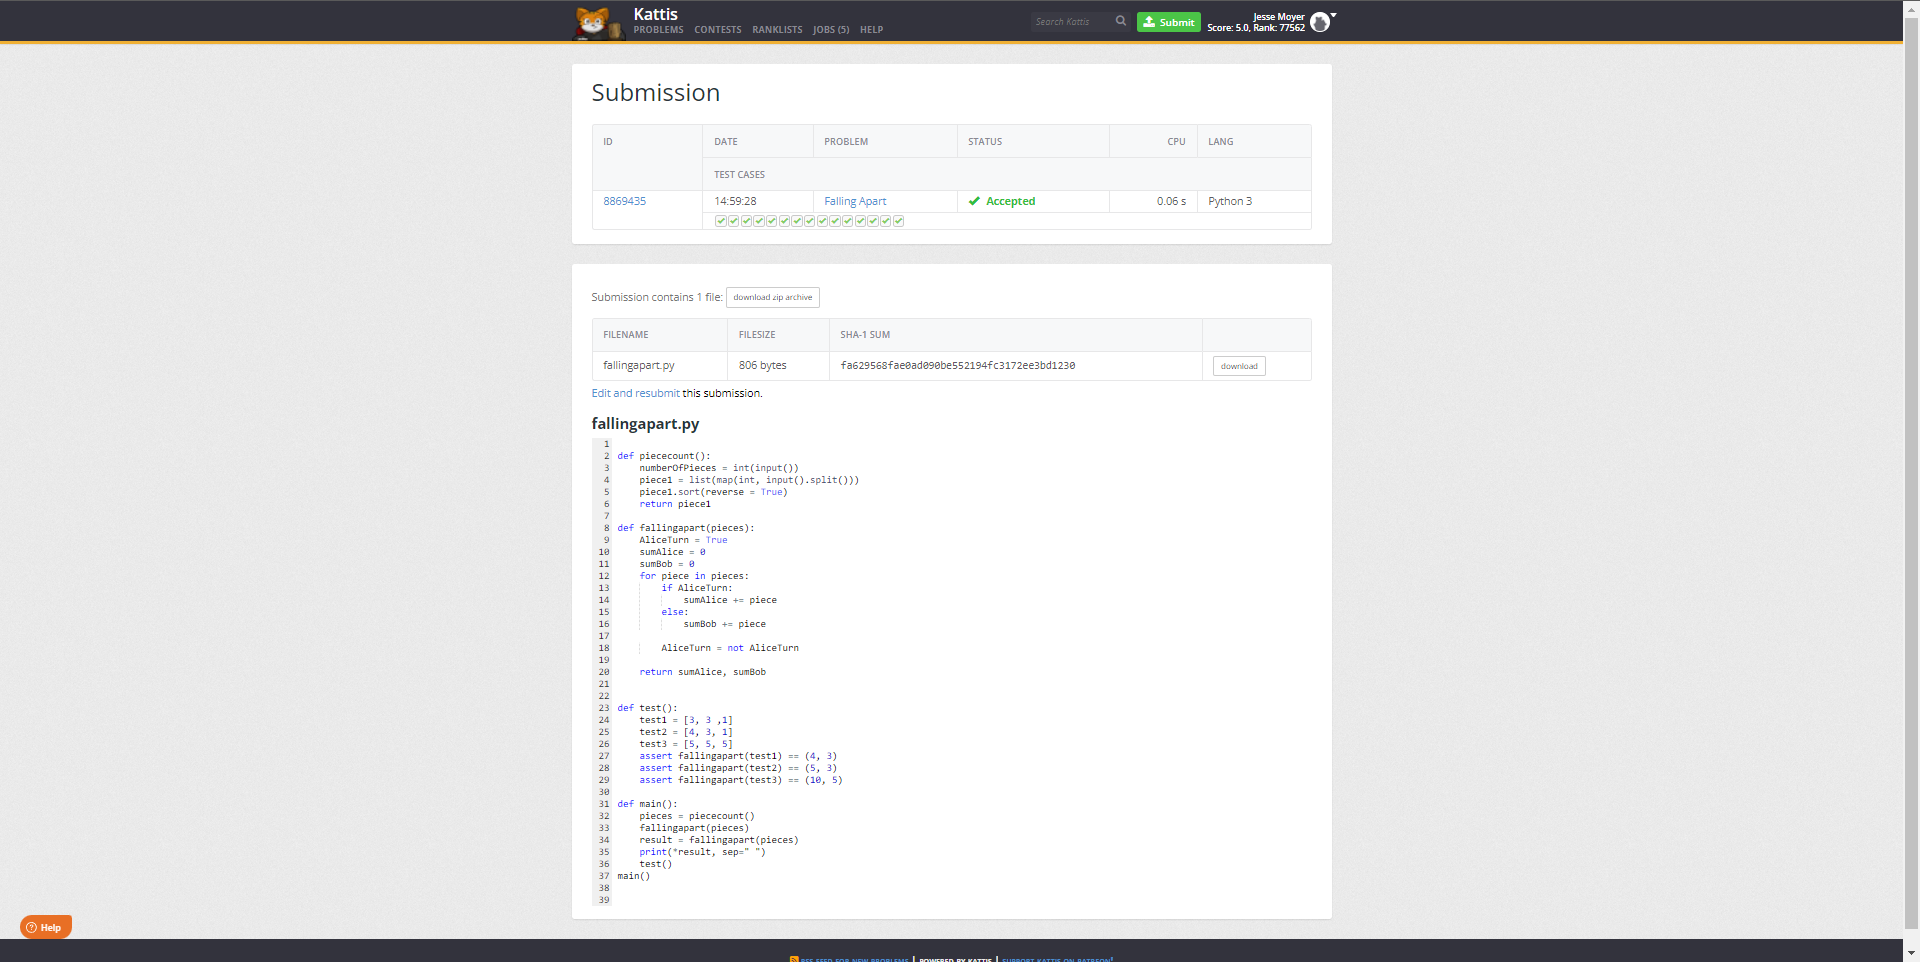 Kattis
PROBLEMS CONTESTS RANKLISTS JOBS (5) HELP
Search Kattis
Submit
Jesse Moyer
Score: 5.0, Rank: 77562
Submission
ID DATE PROBLEM STATUS CPU LANG
TEST CASES
8869435 14:59:28 Falling Apart Accepted 0.06 s Python 3
Submission contains 1 file: download zip archive
FILENAME FILESIZE SHA-1 SUM
fallingapart.py 806 bytes fa629568fae0ad090be552194fc3172ee3bd1230 download
Edit and resubmit this submission.
fallingapart.py
1
2 def piececount():
3     numberOfPieces = int(input())
4     piece1 = list(map(int, input().split()))
5     piece1.sort(reverse = True)
6     return piece1
7
8 def fallingapart(pieces):
9     AliceTurn = True
10     sumAlice = 0
11     sumBob = 0
12     for piece in pieces:
13         if AliceTurn:
14             sumAlice += piece
15         else:
16             sumBob += piece
17
18         AliceTurn = not AliceTurn
19
20     return sumAlice, sumBob
21
22
23 def test():
24     test1 = [3, 3 ,1]
25     test2 = [4, 3, 1]
26     test3 = [5, 5, 5]
27     assert fallingapart(test1) == (4, 3)
28     assert fallingapart(test2) == (5, 3)
29     assert fallingapart(test3) == (10, 5)
30
31 def main():
32     pieces = piececount()
33     fallingapart(pieces)
34     result = fallingapart(pieces)
35     print(*result, sep=" ")
36     test()
37 main()
38
39
Help
RSS FEED FOR NEW PROBLEMS | POWERED BY KATTIS | SUPPORT KATTIS ON PATREON!